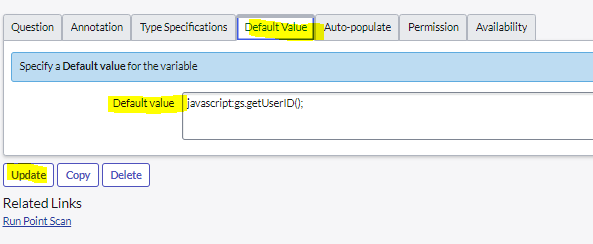 Question Annotation Type Specifications Default Value Auto-populate Permission Availability
Specify a Default value for the variable
Default value javascript:gs.getUserID();
Update Copy Delete
Related Links
Run Point Scan